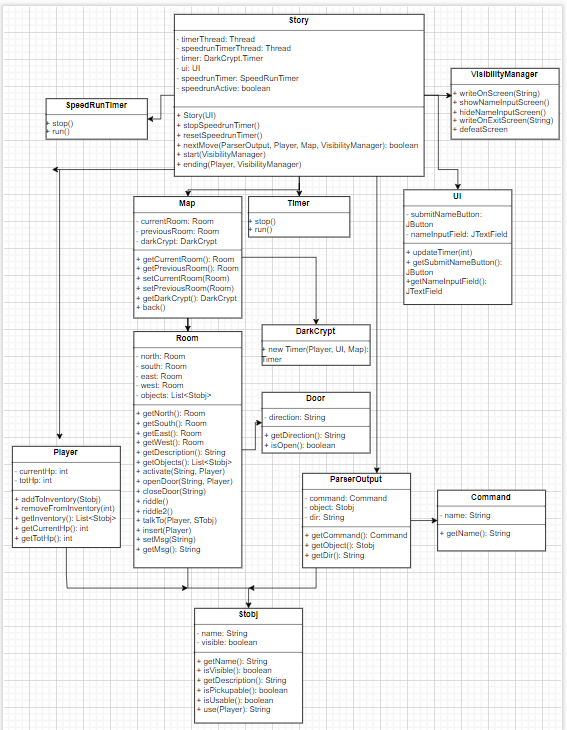 Story
- timerThread: Thread
- speedrunTimerThread: Thread
- timer: DarkCrypt.Timer
- ui: UI
- speedrunTimer: SpeedRunTimer
- speedrunActive: boolean
+ Story(UI)
+ stopSpeedrunTimer()
+ resetSpeedrunTimer()
+ nextMove(ParserOutput, Player, Map, VisibilityManager): boolean
+ start(VisibilityManager)
+ ending(Player, VisibilityManager)
VisibilityManager
+ writeOnScreen(String)
+ showNameInputScreen()
+ hideNameInputScreen()
+ writeOnExitScreen(String)
+ defeatScreen
SpeedRunTimer
+ stop()
+ run()
Map
- currentRoom: Room
- previousRoom: Room
- darkCrypt: DarkCrypt
+ getCurrentRoom(): Room
+ getPreviousRoom(): Room
+ setCurrentRoom(Room)
+ setPreviousRoom(Room)
+ getDarkCrypt(): DarkCrypt
+ back()
Timer
+ stop()
+ run()
UI
- submitNameButton:
JButton
- nameInputField: JTextField
+ updateTimer(int)
+ getSubmitNameButton():
JButton
+getNameInputField():
JTextField
DarkCrypt
+ new Timer(Player, UI, Map):
Timer
Room
- north: Room
- south: Room
- east: Room
- west: Room
- objects: List<Stobj>
+ getNorth(): Room
+ getSouth(): Room
+ getEast(): Room
+ getWest(): Room
+ getDescription(): String
+ getObjects(): List<Stobj>
+ activate(String, Player)
+ openDoor(String, Player)
+ closeDoor(String)
+ riddle()
+ riddle2()
+ talkTo(Player, STobj)
+ insert(Player)
+ setMsg(String)
+ getMsg(): String
Door
- direction: String
+ getDirection(): String
+ isOpen(): boolean
Player
- currentHp: int
- totHp: int
+ addToInventory(Stobj)
+ removeFromInventory(int)
+ getInventory(): List<Stobj>
+ getCurrentHp(): int
+ getTotHp(): int
ParserOutput
- command: Command
- object: Stobj
- dir: String
+ getCommand(): Command
+ getObject(): Stobj
+ getDir(): String
Command
- name: String
+ getName(): String
Stobj
- name: String
- visible: boolean
+ getName(): String
+ isVisible(): boolean
+ getDescription(): String
+ isPickupable(): boolean
+ isUsable(): boolean
+ use(Player): String